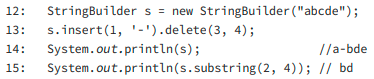 12: StringBuilder s = new StringBuilder("abcde");
13: s.insert(1, '-').delete(3, 4);
14: System.out.println(s); //a-bde
15: System.out.println(s.substring(2, 4)); // bd